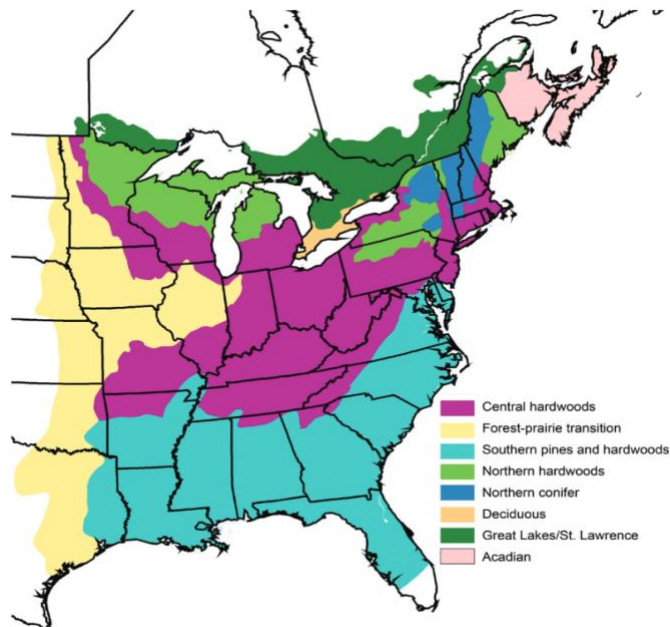 Central hardwoods
Forest-prairie transition
Southern pines and hardwoods
Northern hardwoods
Northern conifer
Deciduous
Great Lakes/St. Lawrence
Acadian